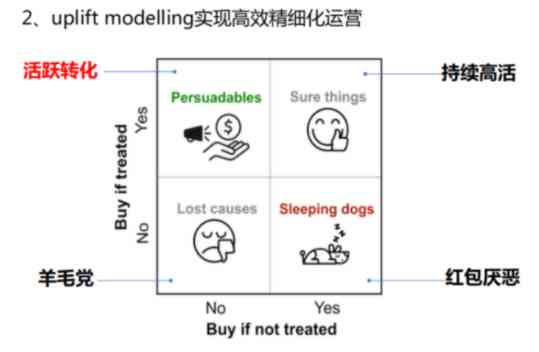 2、uplift modelling实现高效精细化运营
活跃转化
持续高活
Persuadables
Sure things
$
Buy if treated
Yes
No
Lost causes
Sleeping dogs
z z z
羊毛党
红包厌恶
No
Yes
Buy if not treated